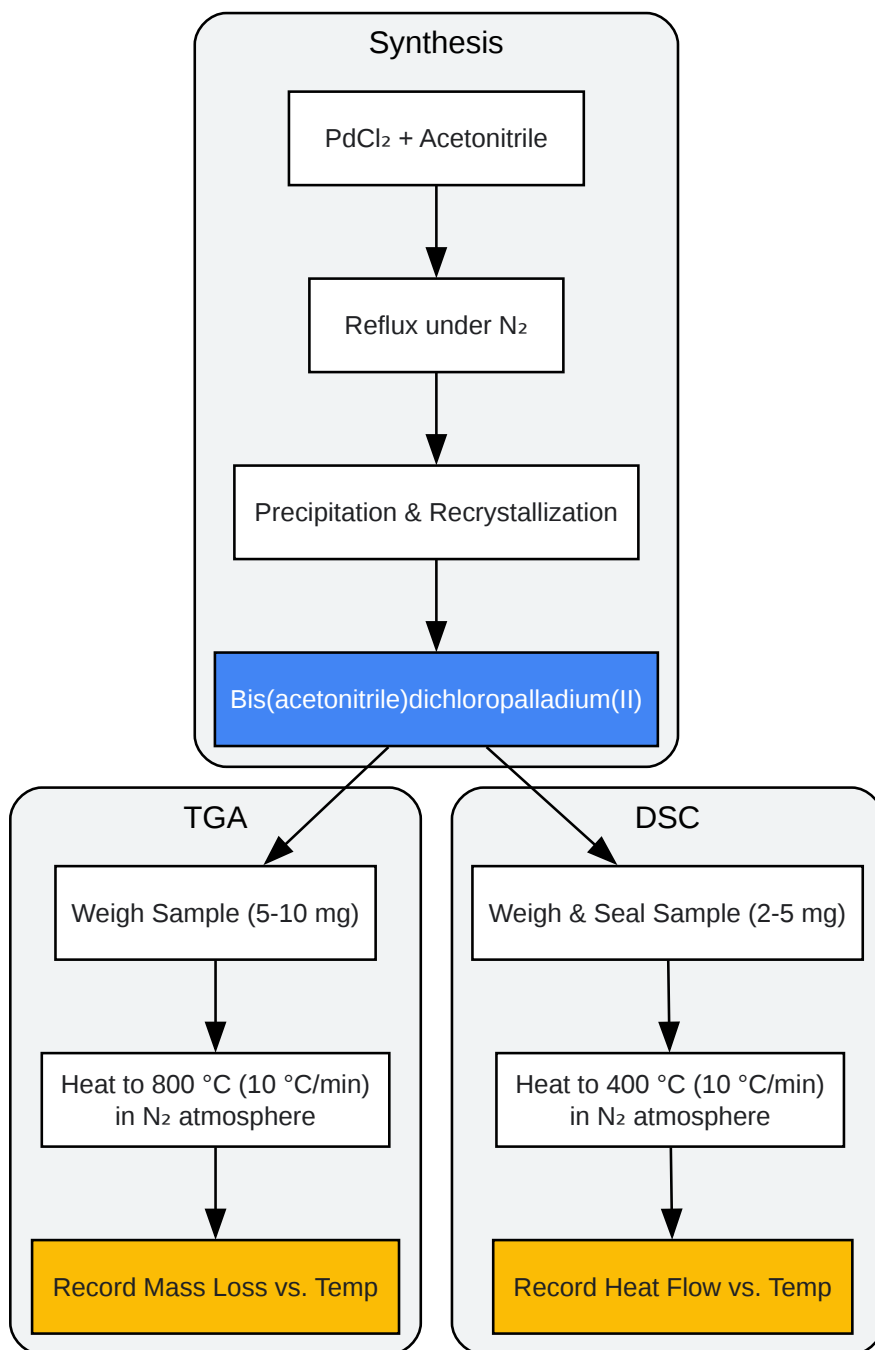 Synthesis
PdCl₂ + Acetonitrile
Reflux under N₂
Precipitation & Recrystallization
Bis(acetonitrile)dichloropalladium(II)
TGA
Weigh Sample (5-10 mg)
Heat to 800 °C (10 °C/min)
in N₂ atmosphere
Record Mass Loss vs. Temp
DSC
Weigh & Seal Sample (2-5 mg)
Heat to 400 °C (10 °C/min)
in N₂ atmosphere
Record Heat Flow vs. Temp